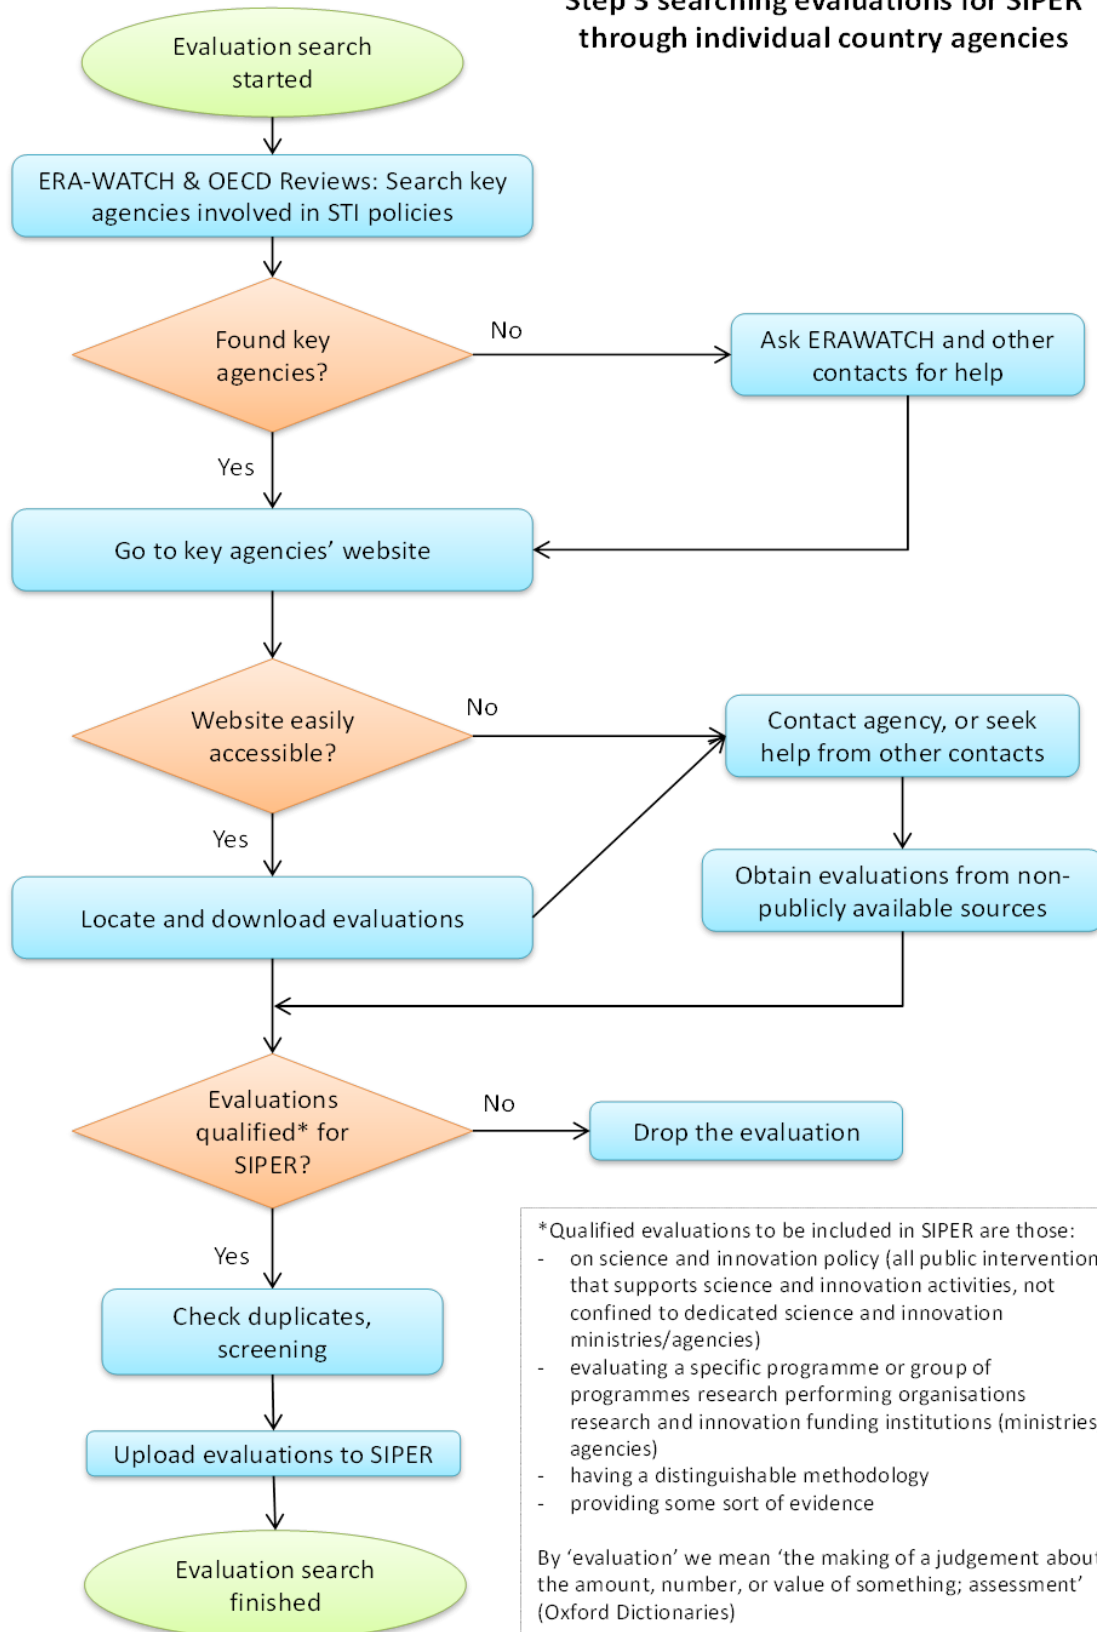 Step 3 searching evaluations for SIPER
through individual country agencies
Evaluation search
started
ERA-WATCH & OECD Reviews: Search key
agencies involved in STI policies
Found key
agencies?
No
Ask ERAWATCH and other
contacts for help
Yes
Go to key agencies’ website
Website easily
accessible?
No
Contact agency, or seek
help from other contacts
Yes
Locate and download evaluations
Obtain evaluations from non-
publicly available sources
Evaluations
qualified* for
SIPER?
No
Drop the evaluation
Yes
Check duplicates,
screening
Upload evaluations to SIPER
Evaluation search
finished
*Qualified evaluations to be included in SIPER are those:
- on science and innovation policy (all public intervention
that supports science and innovation activities, not
confined to dedicated science and innovation
ministries/agencies)
- evaluating a specific programme or group of
programmes research performing organisations
research and innovation funding institutions (ministries
agencies)
- having a distinguishable methodology
- providing some sort of evidence
By ‘evaluation’ we mean ‘the making of a judgement about
the amount, number, or value of something; assessment’
(Oxford Dictionaries)